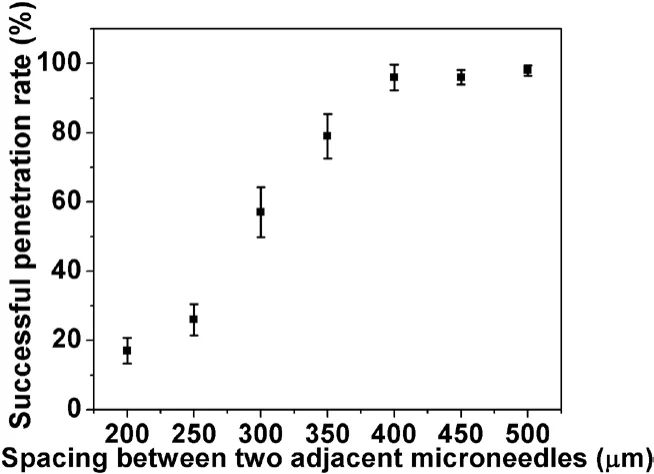 Successful penetration rate (%)
100
80
60
40
20
0
200 250 300 350 400 450 500
Spacing between two adjacent microneedles (μm)